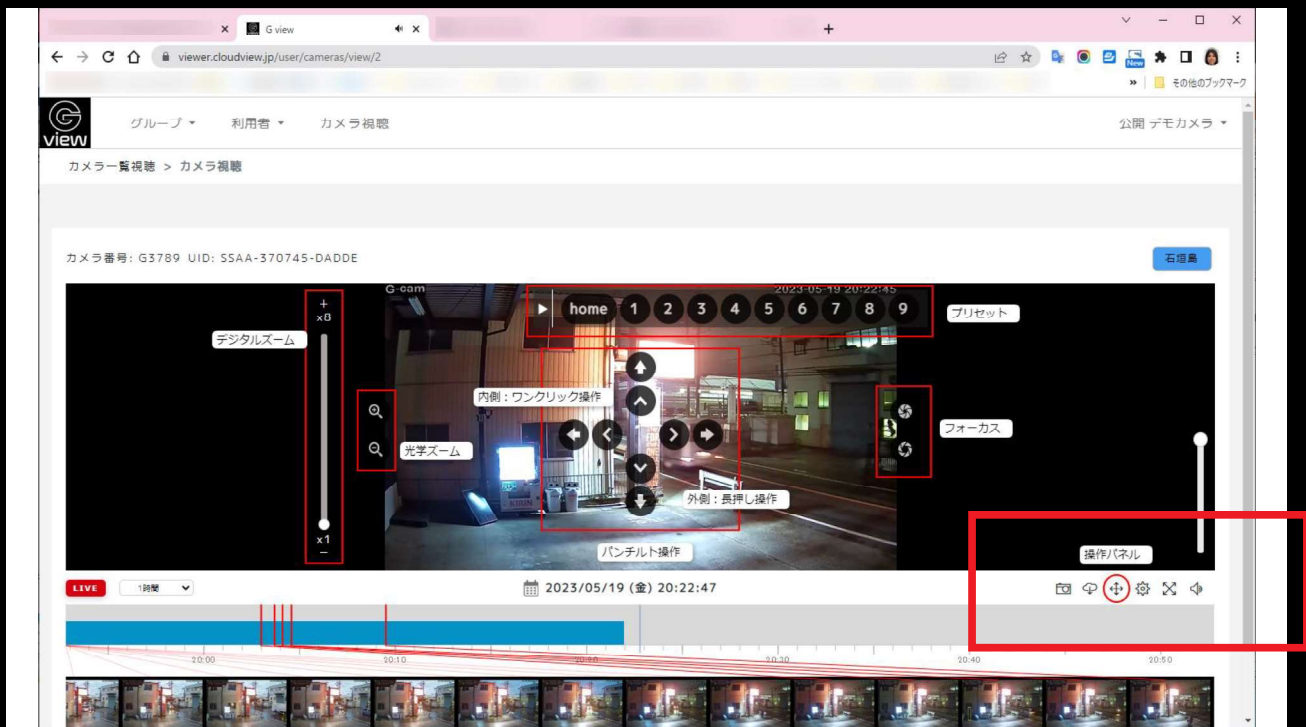 G view
viewer.cloudview.jp/user/cameras/view/2
New
その他のブックマーク
G
view
グループ
利用者
カメラ視聴
公開 デモカメラ
カメラ一覧視聴 > カメラ視聴
カメラ番号: G3789 UID: SSAA-370745-DADDE
石垣島
G-cam
2023-05-19 20:22:45
+
x8
home 1 2 3 4 5 6 7 8 9
プリセット
デジタルズーム
内側：ワンクリック操作
光学ズーム
フォーカス
外側：長押し操作
x1
−
パンチルト操作
操作パネル
LIVE
1時間
2023/05/19 (金) 20:22:47
20:00
20:10
20:20
20:30
20:40
20:50